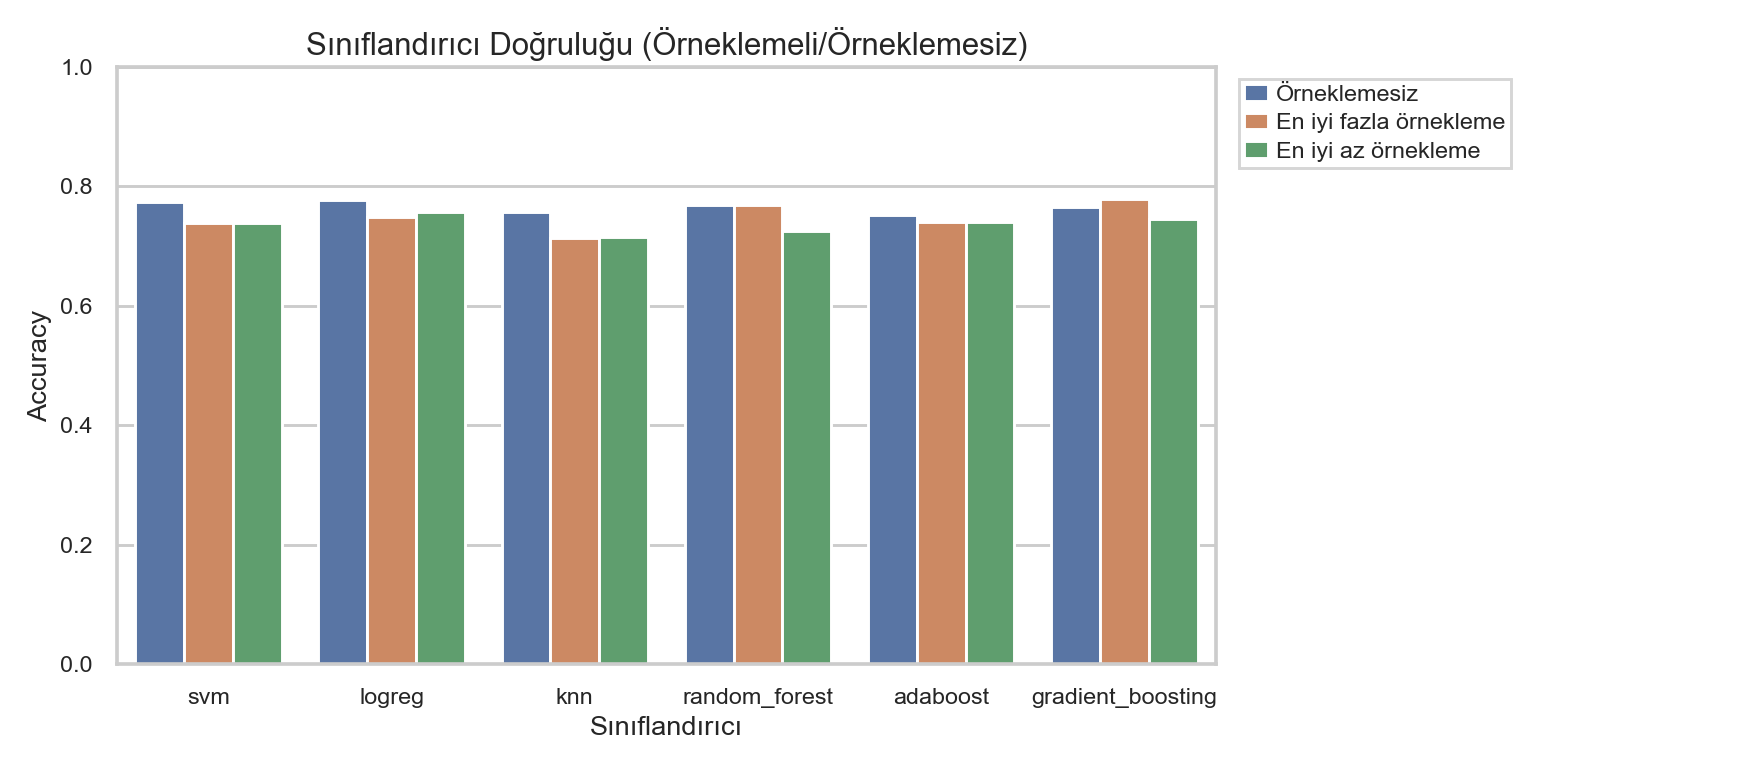 Sınıflandırıcı Doğruluğu (Örneklemeli/Örneklemesiz)
1.0
0.8
0.6
0.4
0.2
0.0
Accuracy
svm
logreg
knn
random_forest
adaboost
gradient_boosting
Sınıflandırıcı
Örneklemesiz
En iyi fazla örnekleme
En iyi az örnekleme